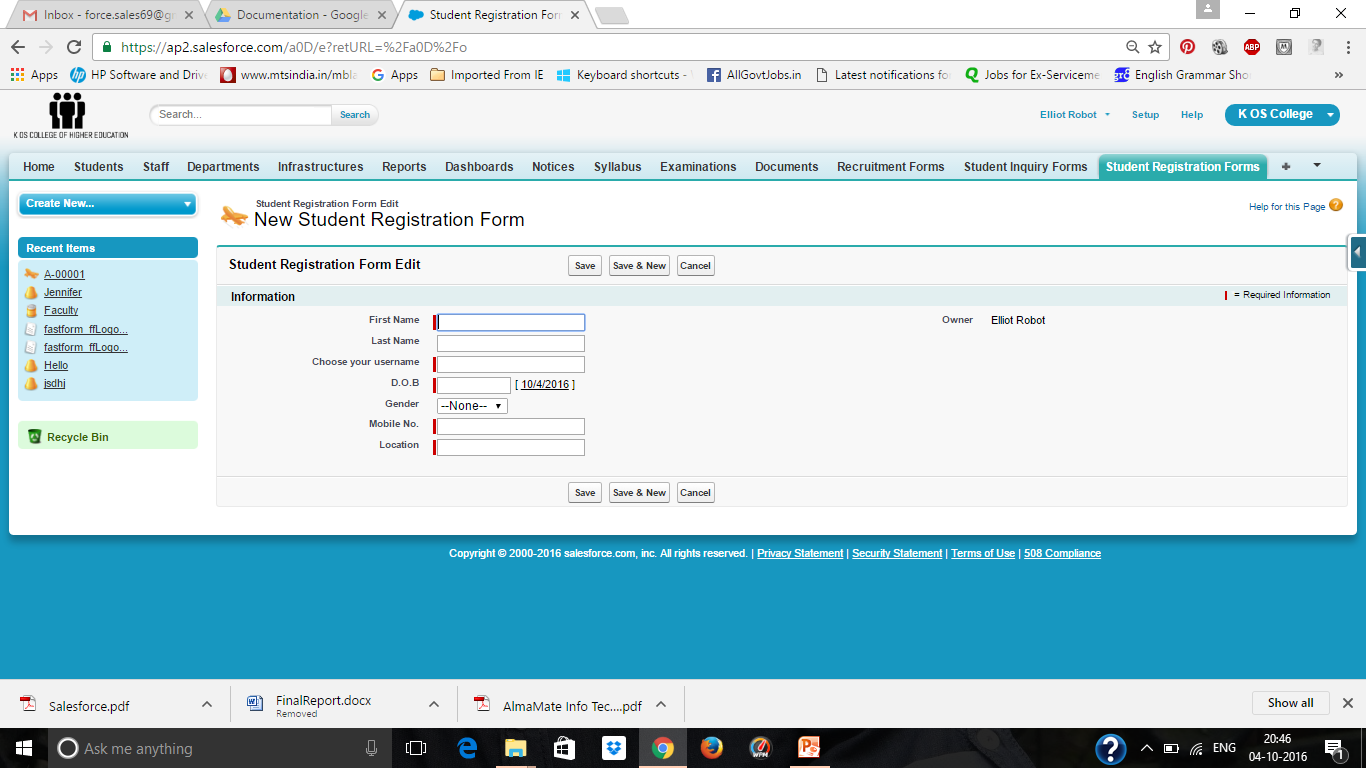 Inbox - force.sales69@g
Documentation - Google
Student Registration For
https://ap2.salesforce.com/a0D/e?retURL=%2Fa0D%2Fo
Apps
HP Software and Driv
www.mtsindia.in/mbla
Apps
Imported From IE
Keyboard shortcuts -
AllGovtJobs.in
Latest notifications fo
Jobs for Ex-Serviceme
English Grammar Sho
K OS COLLEGE OF HIGHER EDUCATION
Search...
Search
Elliot Robot
Setup
Help
K OS College
Home Students Staff Departments Infrastructures Reports Dashboards Notices Syllabus Examinations Documents Recruitment Forms Student Inquiry Forms Student Registration Forms
Create New...
Recent Items
A-00001
Jennifer
Faculty
fastform_ffLogo...
fastform_ffLogo...
Hello
jsdhj
Recycle Bin
Student Registration Form Edit
New Student Registration Form
Help for this Page
Student Registration Form Edit
Save
Save & New
Cancel
Information
= Required Information
First Name
Owner Elliot Robot
Last Name
Choose your username
D.O.B [ 10/4/2016 ]
Gender --None--
Mobile No.
Location
Save
Save & New
Cancel
Copyright © 2000-2016 salesforce.com, inc. All rights reserved. | Privacy Statement | Security Statement | Terms of Use | 508 Compliance
Salesforce.pdf
FinalReport.docx
Removed
AlmaMate Info Tec....pdf
Show all
Ask me anything
ENG
20:46
04-10-2016
1